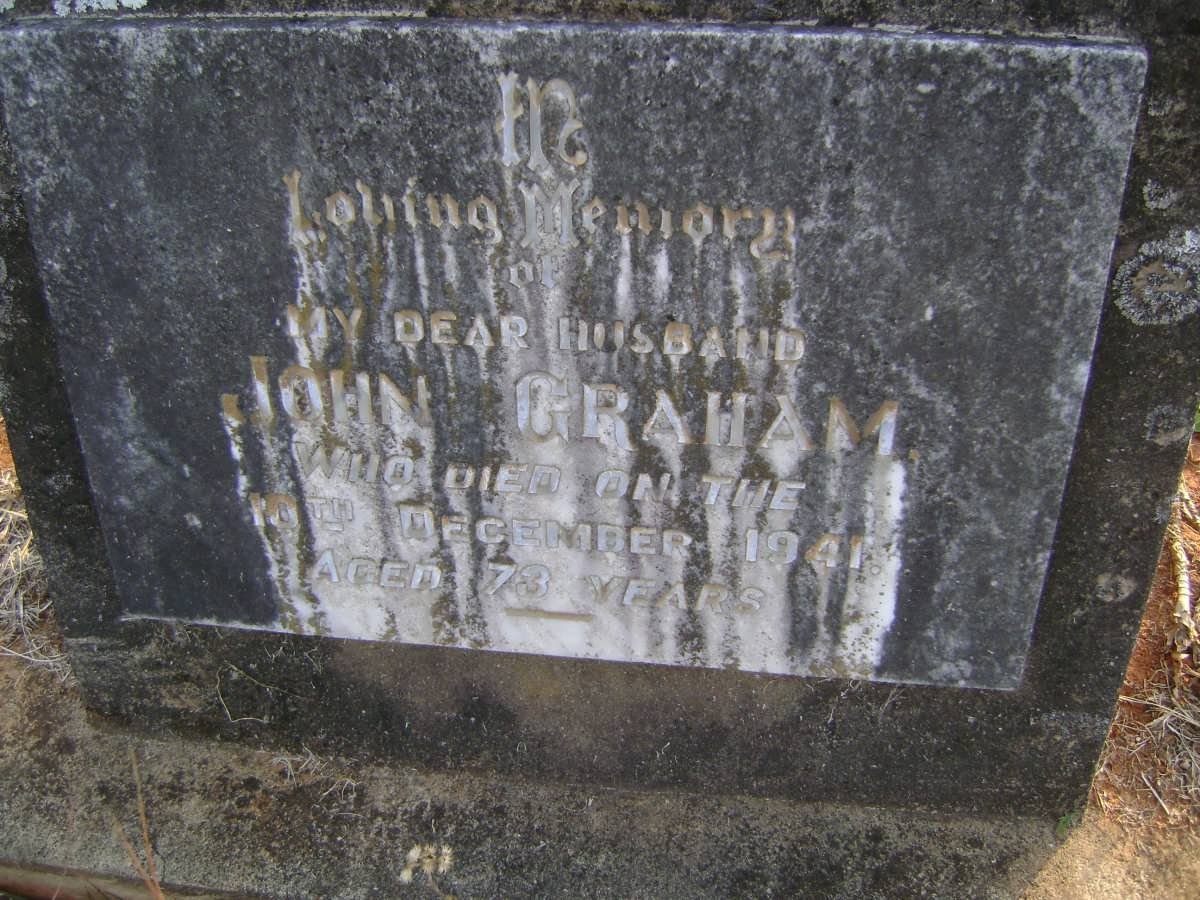 In
Loving Memory
of
MY DEAR HUSBAND
JOHN GRAHAM.
WHO DIED ON THE
10TH DECEMBER 1941.
AGED 73 YEARS